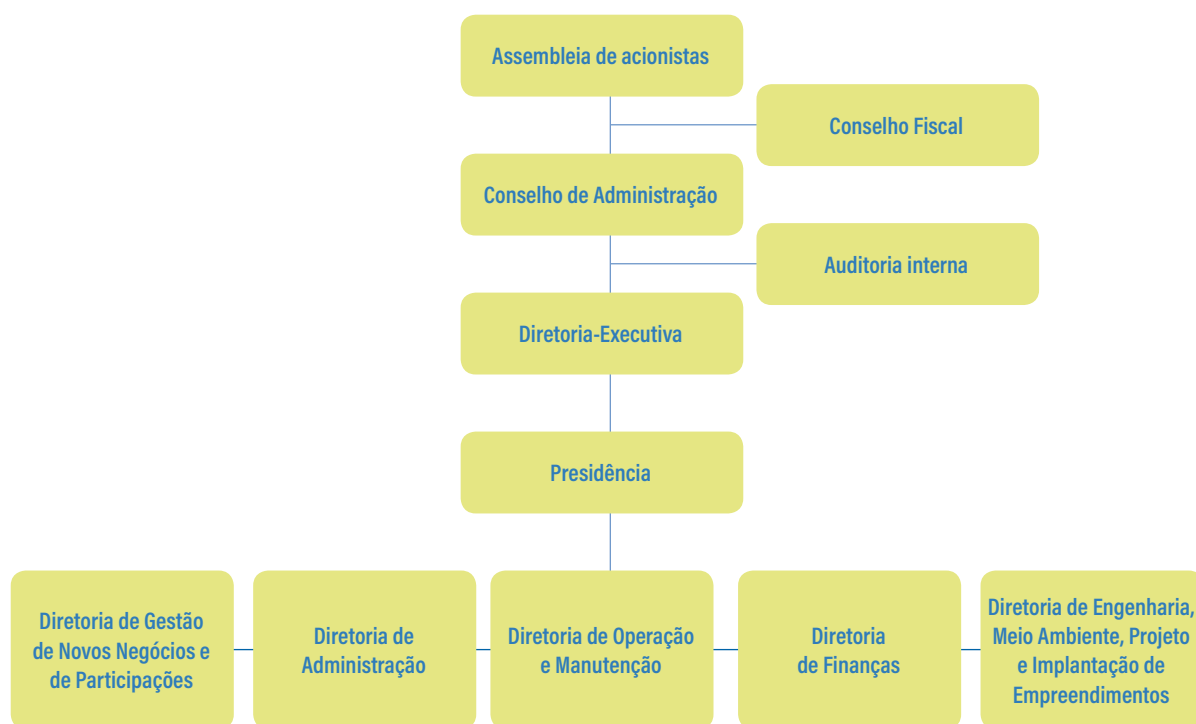 Assembleia de acionistas
Conselho Fiscal
Conselho de Administração
Auditoria interna
Diretoria-Executiva
Presidência
Diretoria de Gestão
de Novos Negócios e
de Participações
Diretoria de
Administração
Diretoria de Operação
e Manutenção
Diretoria
de Finanças
Diretoria de Engenharia,
Meio Ambiente, Projeto
e Implantação de
Empreendimentos